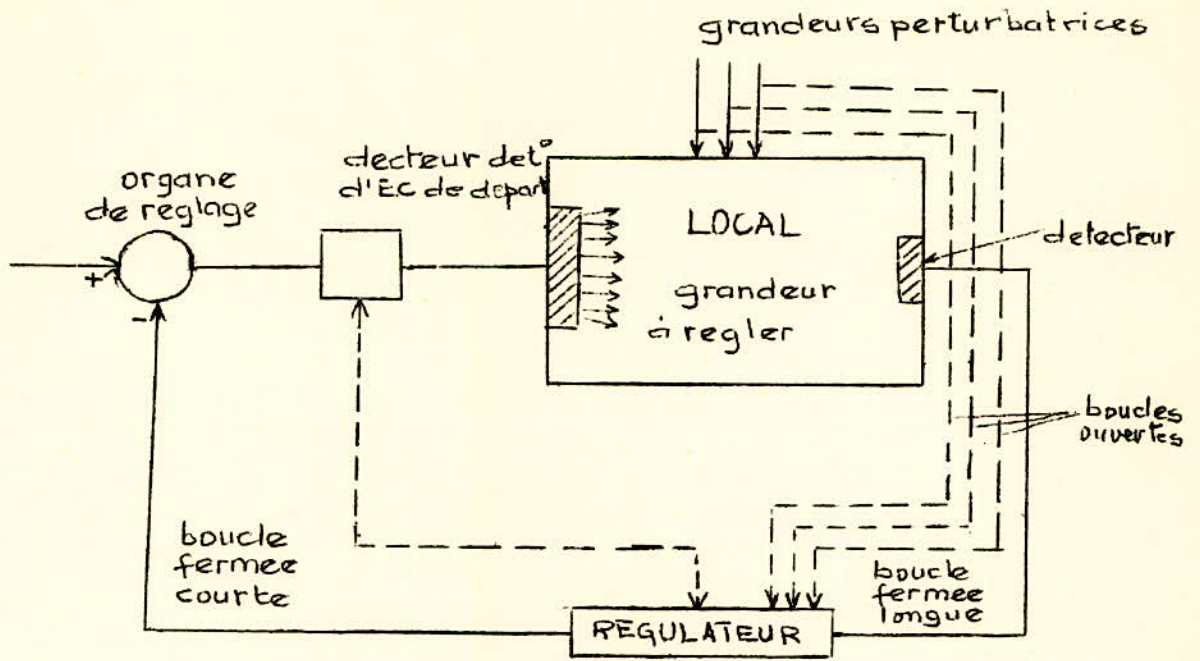 grandeurs perturbatrices
decteur det°
d'EC de depart
organe
de reglage
LOCAL
detecteur
+
grandeur
à regler
-
boucles
ouvertes
boucle
fermee
courte
boucle
fermee
longue
REGULATEUR